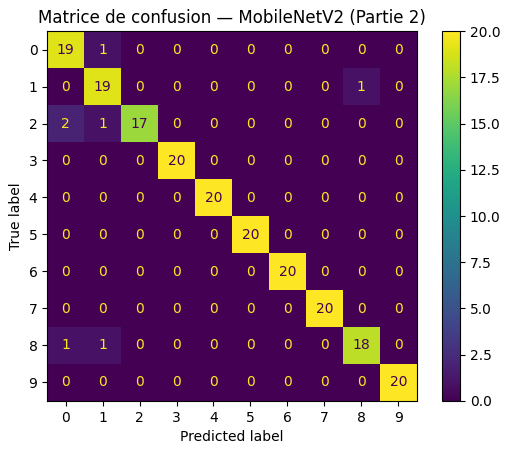 Matrice de confusion — MobileNetV2 (Partie 2)
0 19 1 0 0 0 0 0 0 0 0
1 0 19 0 0 0 0 0 0 1 0
2 2 1 17 0 0 0 0 0 0 0
3 0 0 0 20 0 0 0 0 0 0
4 0 0 0 0 20 0 0 0 0 0
5 0 0 0 0 0 20 0 0 0 0
6 0 0 0 0 0 0 20 0 0 0
7 0 0 0 0 0 0 0 20 0 0
8 1 1 0 0 0 0 0 0 18 0
9 0 0 0 0 0 0 0 0 0 20
0 1 2 3 4 5 6 7 8 9
Predicted label
True label
20.0
17.5
15.0
12.5
10.0
7.5
5.0
2.5
0.0